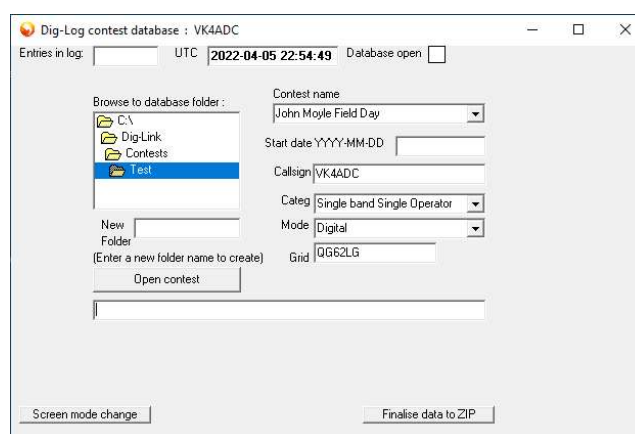 Dig-Log contest database : VK4ADC
Entries in log: UTC 2022-04-05 22:54:49 Database open
Browse to database folder :
C:\
Dig-Link
Contests
Test
New
Folder
(Enter a new folder name to create)
Open contest
Contest name
John Moyle Field Day
Start date YYYY-MM-DD
Callsign VK4ADC
Categ Single band Single Operator
Mode Digital
Grid QG62LG
Screen mode change
Finalise data to ZIP